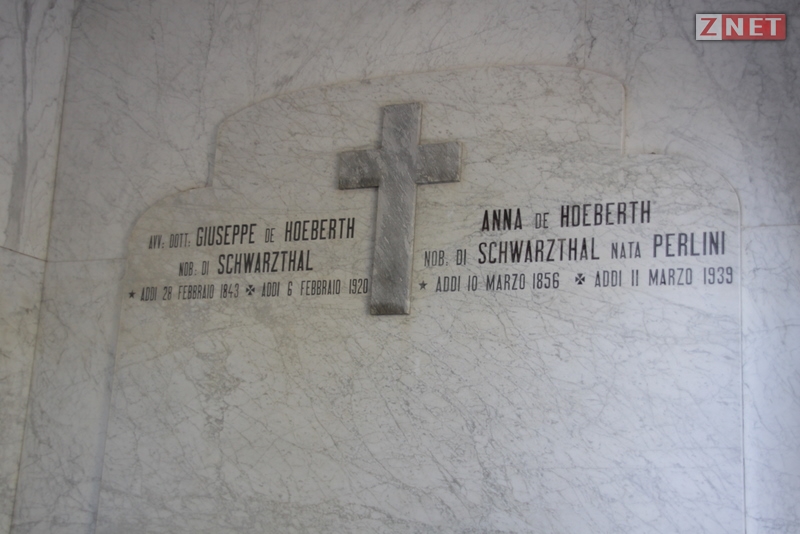 ZNET
AVV. DOTT. GIUSEPPE DE HOEBERTH
NOB. DI SCHWARZTHAL
★ ADDI 28 FEBBRAIO 1843 ✠ ADDI 6 FEBBRAIO 1920
ANNA DE HOEBERTH
NOB. DI SCHWARZTHAL NATA PERLINI
★ ADDI 10 MARZO 1856 ✠ ADDI 11 MARZO 1939